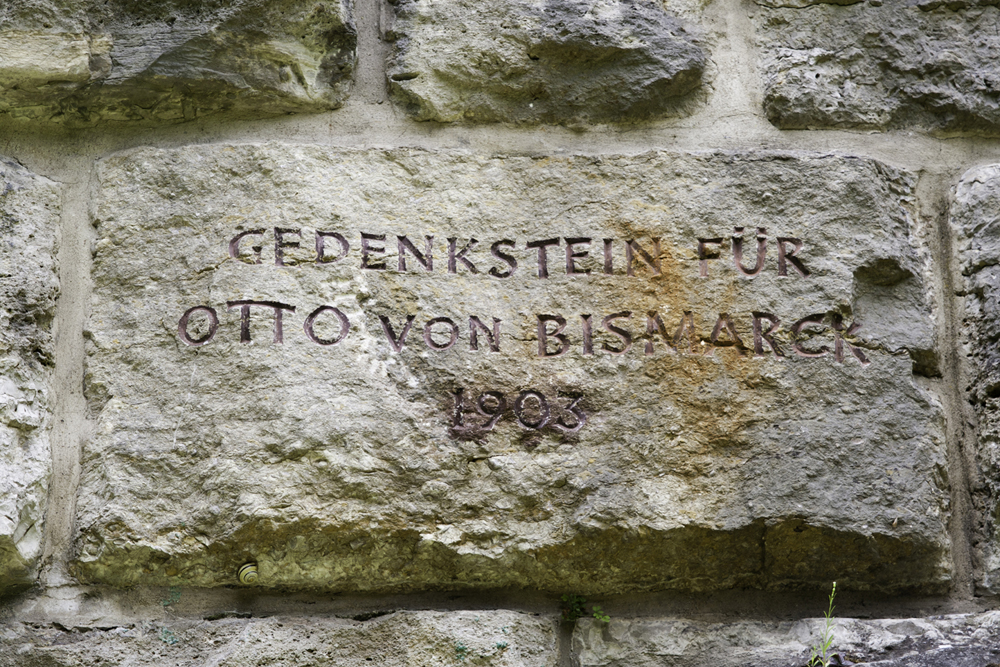 GEDENKSTEIN FÜR
OTTO VON BISMARCK
1903